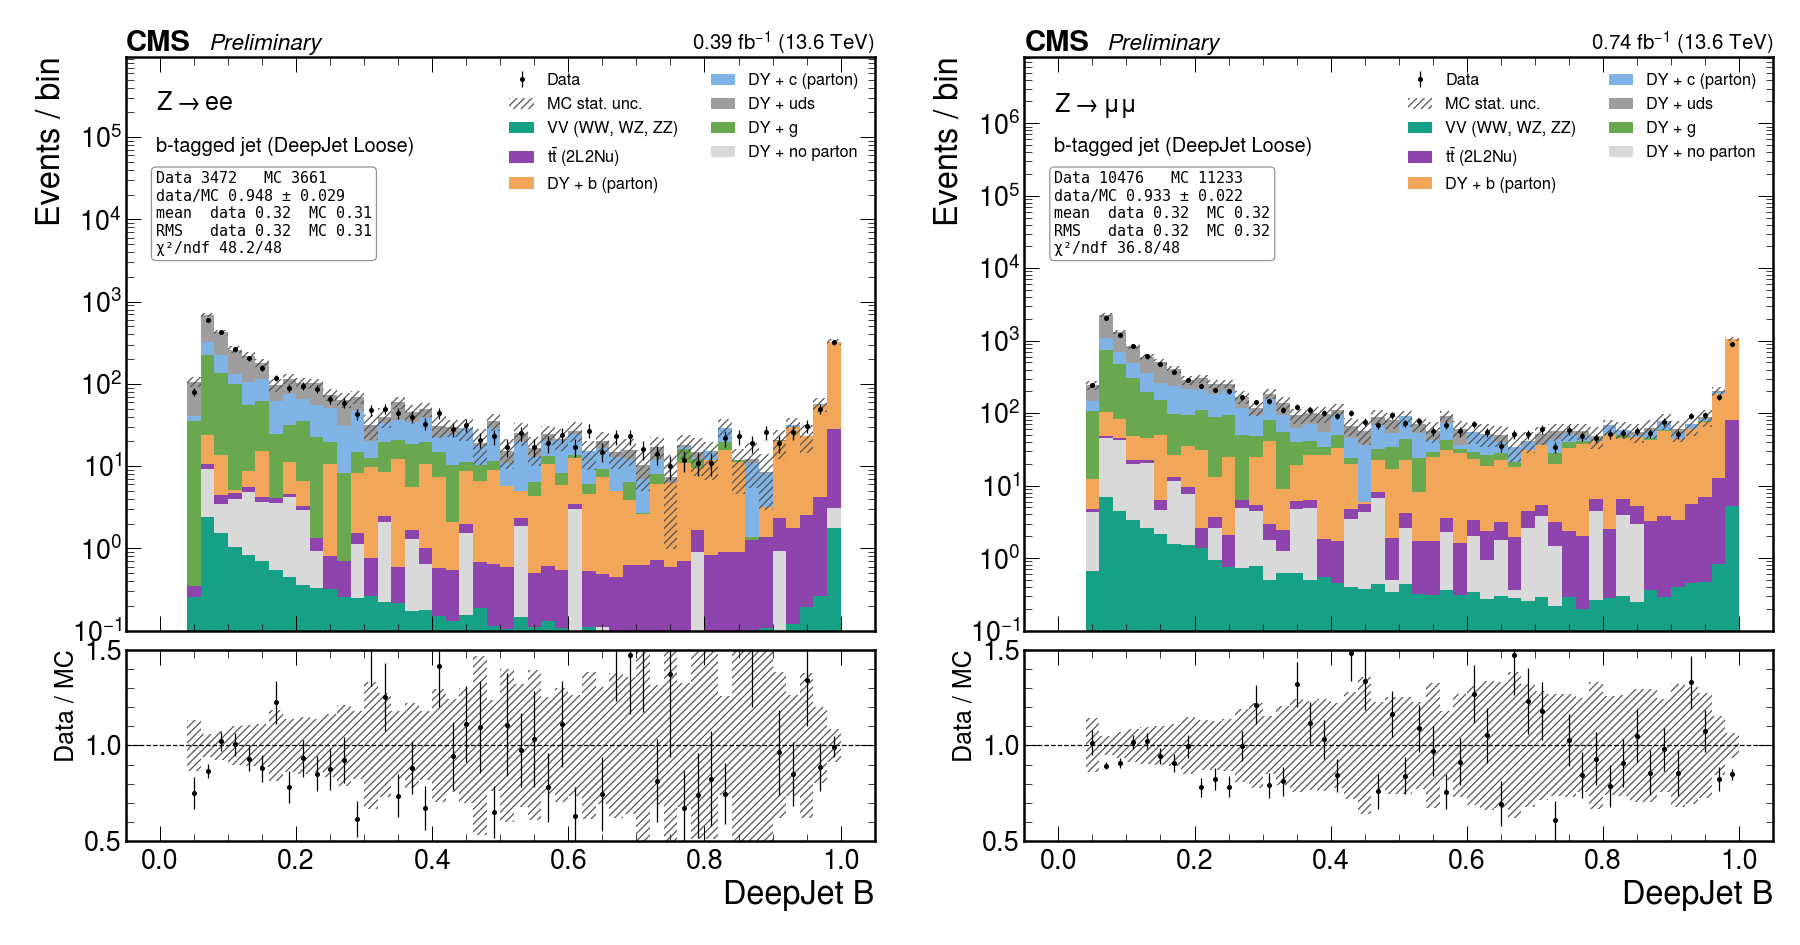 CMS Preliminary 0.39 fb⁻¹ (13.6 TeV)
Events / bin
Z → ee
b-tagged jet (DeepJet Loose)
Data 3472 MC 3661
data/MC 0.948 ± 0.029
mean data 0.32 MC 0.31
RMS data 0.32 MC 0.31
χ²/ndf 48.2/48
Data
MC stat. unc.
VV (WW, WZ, ZZ)
tt̄ (2L2Nu)
DY + b (parton)
DY + c (parton)
DY + uds
DY + g
DY + no parton
10⁵
10⁴
10³
10²
10¹
10⁰
10⁻¹
Data / MC
1.5
1.0
0.5
0.0 0.2 0.4 0.6 0.8 1.0
DeepJet B
CMS Preliminary 0.74 fb⁻¹ (13.6 TeV)
Events / bin
Z → μμ
b-tagged jet (DeepJet Loose)
Data 10476 MC 11233
data/MC 0.933 ± 0.022
mean data 0.32 MC 0.32
RMS data 0.32 MC 0.32
χ²/ndf 36.8/48
Data
MC stat. unc.
VV (WW, WZ, ZZ)
tt̄ (2L2Nu)
DY + b (parton)
DY + c (parton)
DY + uds
DY + g
DY + no parton
10⁶
10⁵
10⁴
10³
10²
10¹
10⁰
10⁻¹
Data / MC
1.5
1.0
0.5
0.0 0.2 0.4 0.6 0.8 1.0
DeepJet B